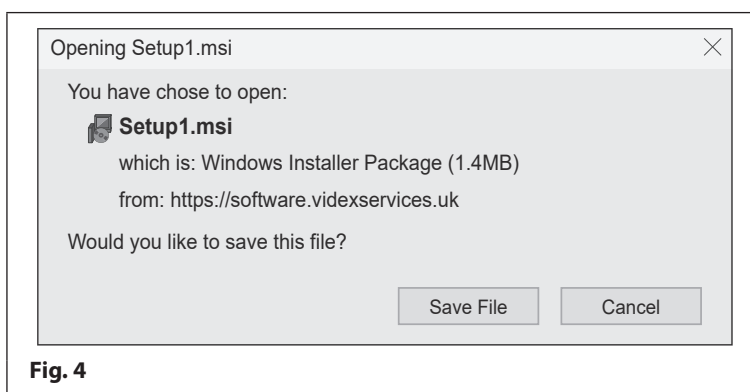 Opening Setup1.msi
You have chose to open:
Setup1.msi
which is: Windows Installer Package (1.4MB)
from: https://software.videxservices.uk
Would you like to save this file?
Save File Cancel
Fig. 4